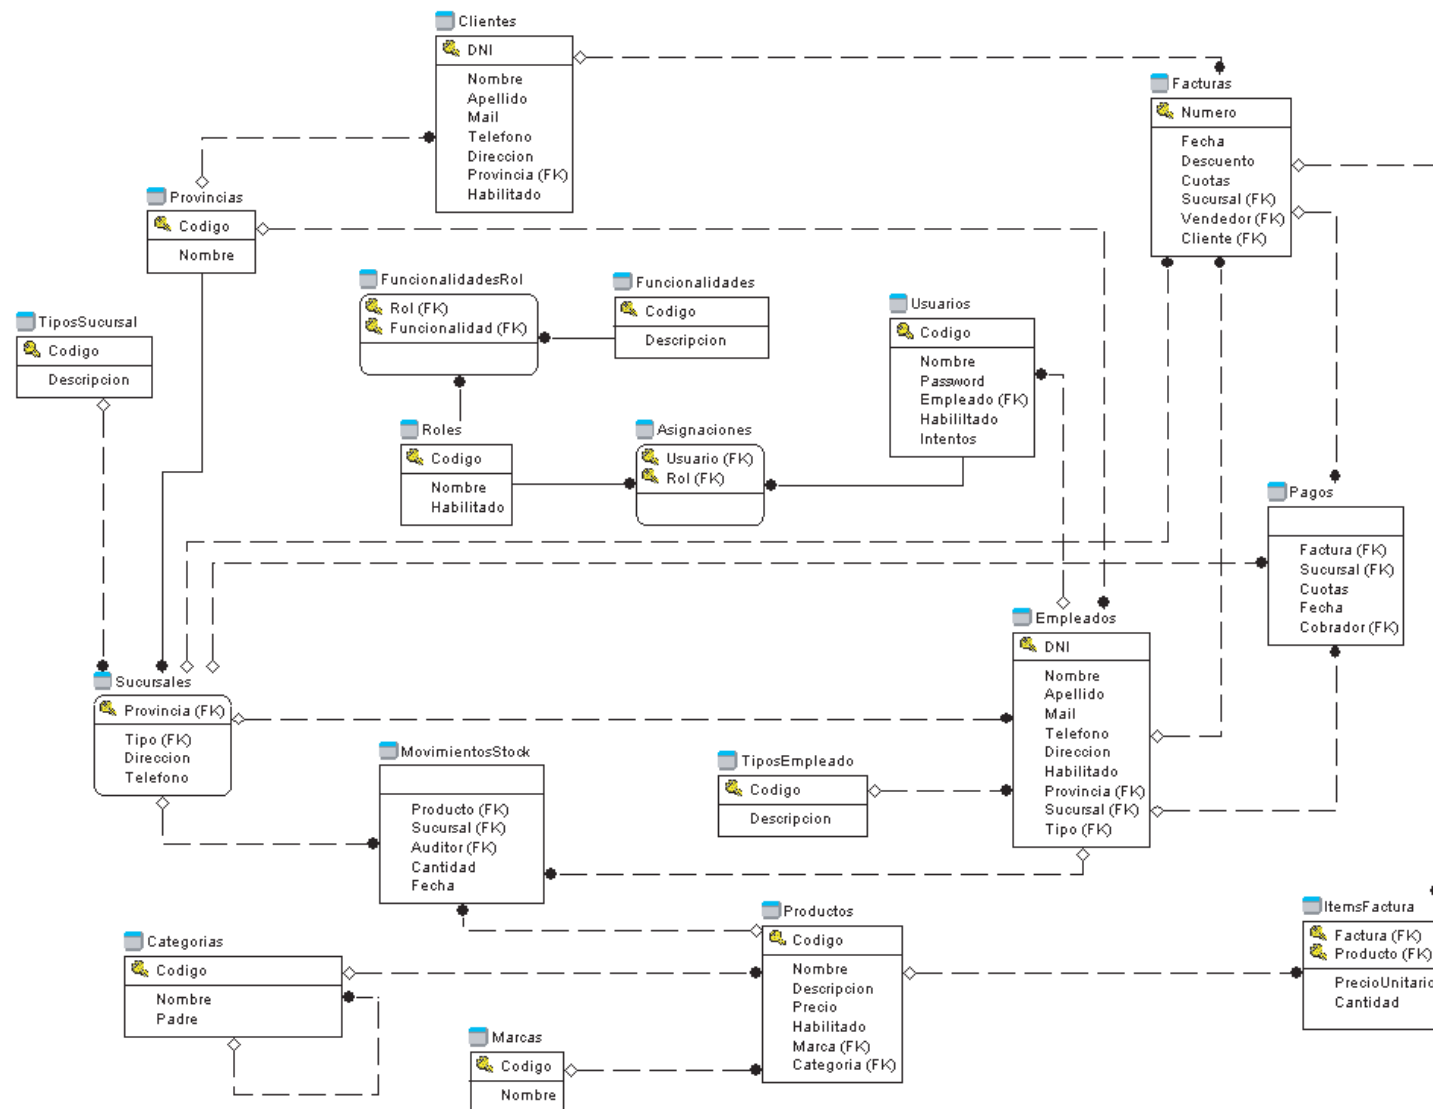 Clientes
DNI
Nombre
Apellido
Mail
Telefono
Direccion
Provincia (FK)
Habilitado
Facturas
Numero
Fecha
Descuento
Cuotas
Sucursal (FK)
Vendedor (FK)
Cliente (FK)
Provincias
Codigo
Nombre
FuncionalidadesRol
Rol (FK)
Funcionalidad (FK)
Funcionalidades
Codigo
Descripcion
Usuarios
Codigo
Nombre
Password
Empleado (FK)
Habililtado
Intentos
TiposSucursal
Codigo
Descripcion
Roles
Codigo
Nombre
Habilitado
Asignaciones
Usuario (FK)
Rol (FK)
Pagos
Factura (FK)
Sucursal (FK)
Cuotas
Fecha
Cobrador (FK)
Empleados
DNI
Nombre
Apellido
Mail
Telefono
Direccion
Habilitado
Provincia (FK)
Sucursal (FK)
Tipo (FK)
Sucursales
Provincia (FK)
Tipo (FK)
Direccion
Telefono
MovimientosStock
Producto (FK)
Sucursal (FK)
Auditor (FK)
Cantidad
Fecha
TiposEmpleado
Codigo
Descripcion
Productos
Codigo
Nombre
Descripcion
Precio
Habilitado
Marca (FK)
Categoria (FK)
ItemsFactura
Factura (FK)
Producto (FK)
PrecioUnitario
Cantidad
Categorias
Codigo
Nombre
Padre
Marcas
Codigo
Nombre